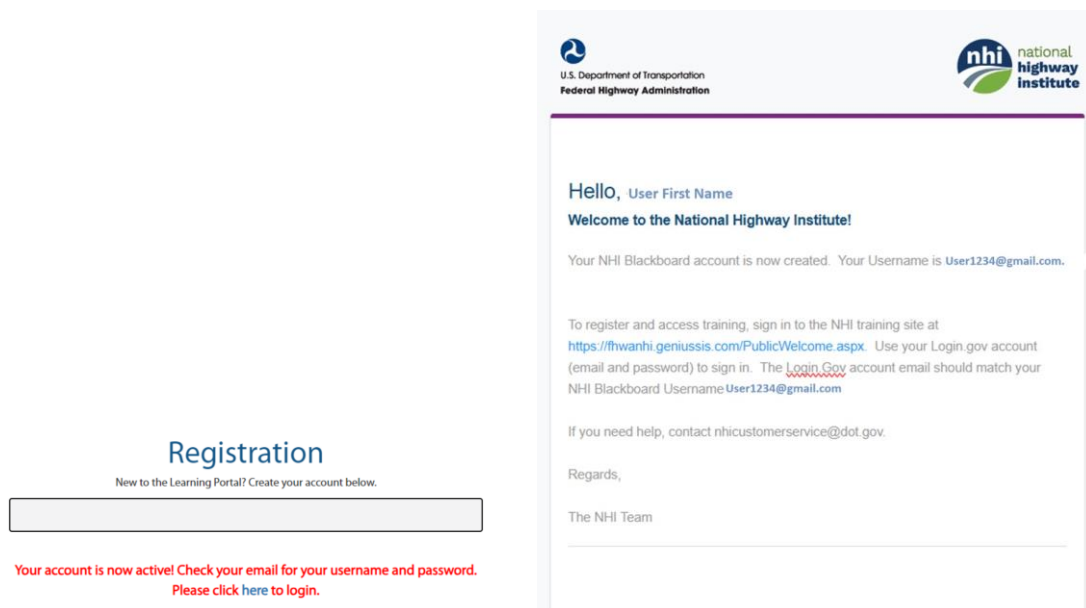 Registration
New to the Learning Portal? Create your account below.
Your account is now active! Check your email for your username and password.
Please click here to login.
U.S. Department of Transportation
Federal Highway Administration
nhi
national
highway
institute
Hello, User First Name
Welcome to the National Highway Institute!
Your NHI Blackboard account is now created. Your Username is User1234@gmail.com.
To register and access training, sign in to the NHI training site at
https://fhwanhi.geniussis.com/PublicWelcome.aspx. Use your Login.gov account
(email and password) to sign in. The Login.Gov account email should match your
NHI Blackboard Username User1234@gmail.com
If you need help, contact nhicustomerservice@dot.gov.
Regards,
The NHI Team